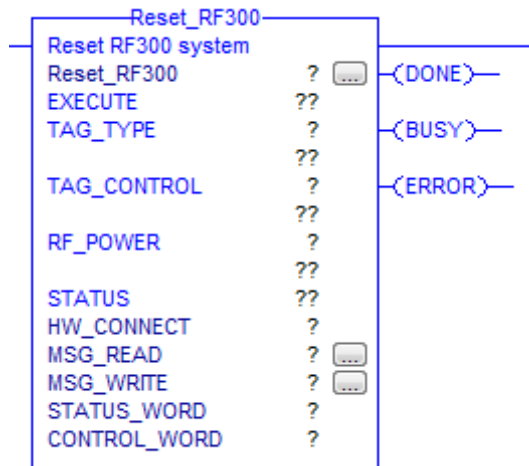 Reset_RF300
Reset RF300 system
Reset_RF300 ? ... (DONE)
EXECUTE ??
TAG_TYPE ? (BUSY)
??
TAG_CONTROL ? (ERROR)
??
RF_POWER ?
??
STATUS ??
HW_CONNECT ?
MSG_READ ? ...
MSG_WRITE ? ...
STATUS_WORD ?
CONTROL_WORD ?